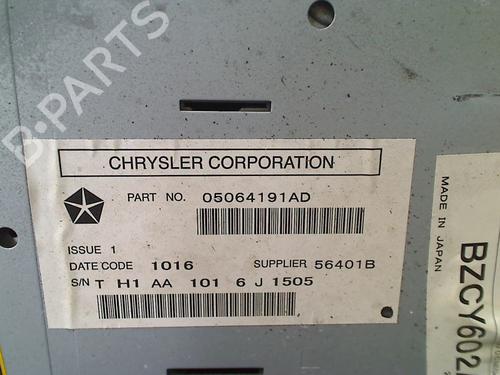 B-PARTS
CHRYSLER CORPORATION
PART NO. 05064191AD
ISSUE 1
DATE CODE 1016 SUPPLIER 56401B
S/N T H1 AA 101 6 J 1505
MADE IN JAPAN
BZCY602